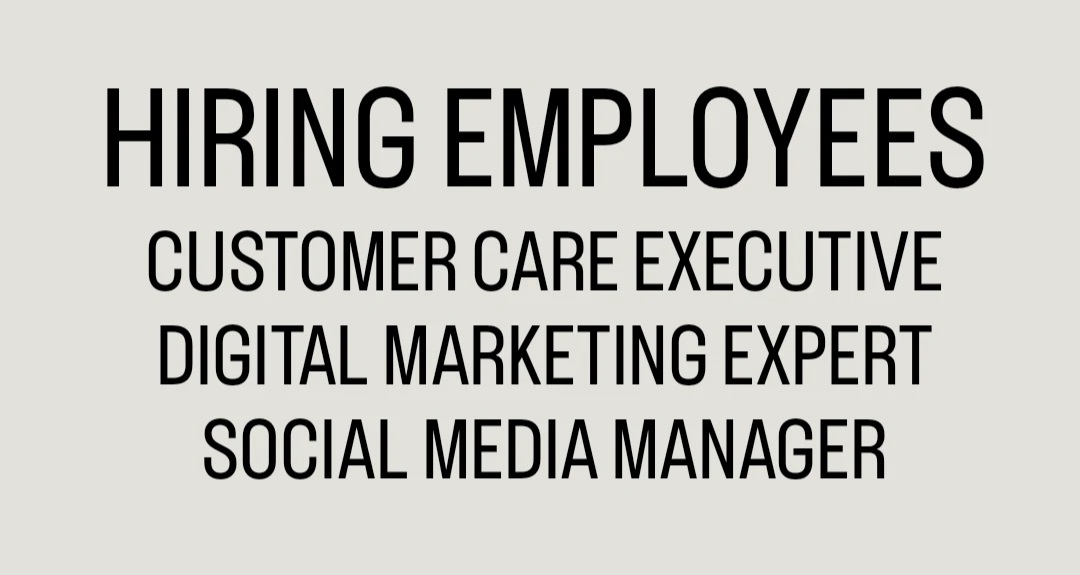 HIRING EMPLOYEES
CUSTOMER CARE EXECUTIVE
DIGITAL MARKETING EXPERT
SOCIAL MEDIA MANAGER